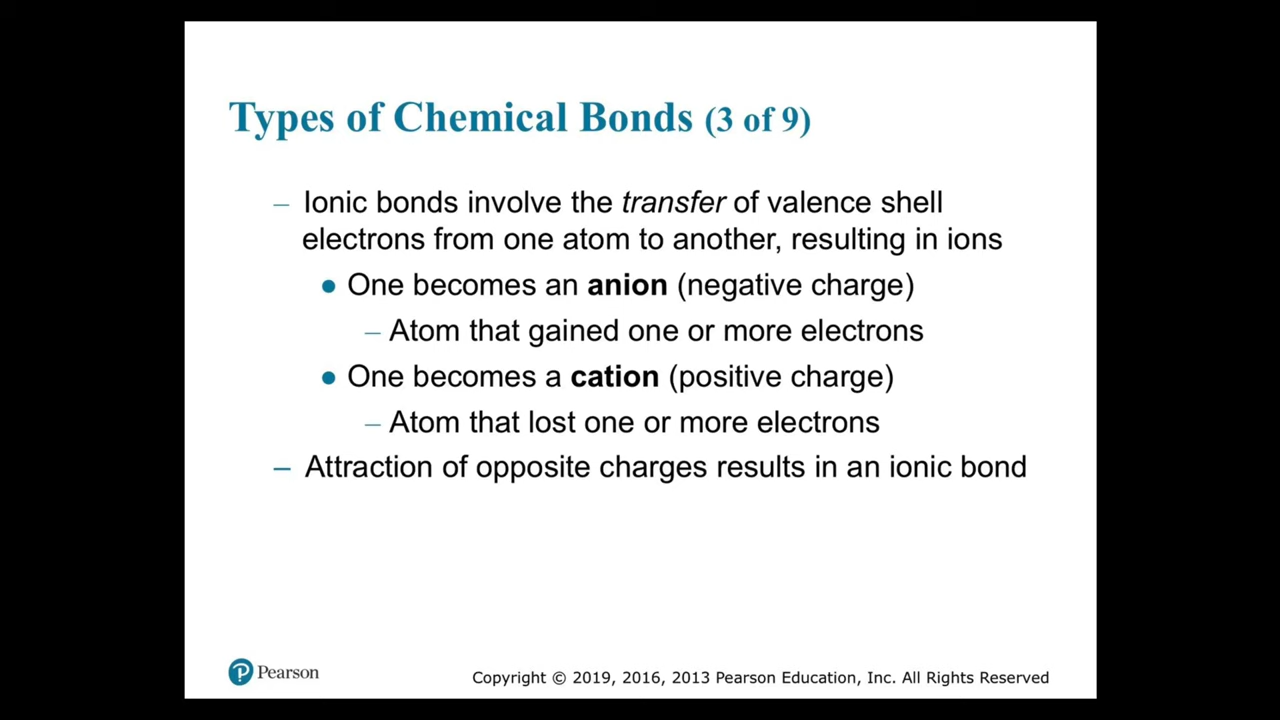 Types of Chemical Bonds (3 of 9)
– Ionic bonds involve the transfer of valence shell
electrons from one atom to another, resulting in ions
● One becomes an anion (negative charge)
– Atom that gained one or more electrons
● One becomes a cation (positive charge)
– Atom that lost one or more electrons
– Attraction of opposite charges results in an ionic bond
P Pearson
Copyright © 2019, 2016, 2013 Pearson Education, Inc. All Rights Reserved